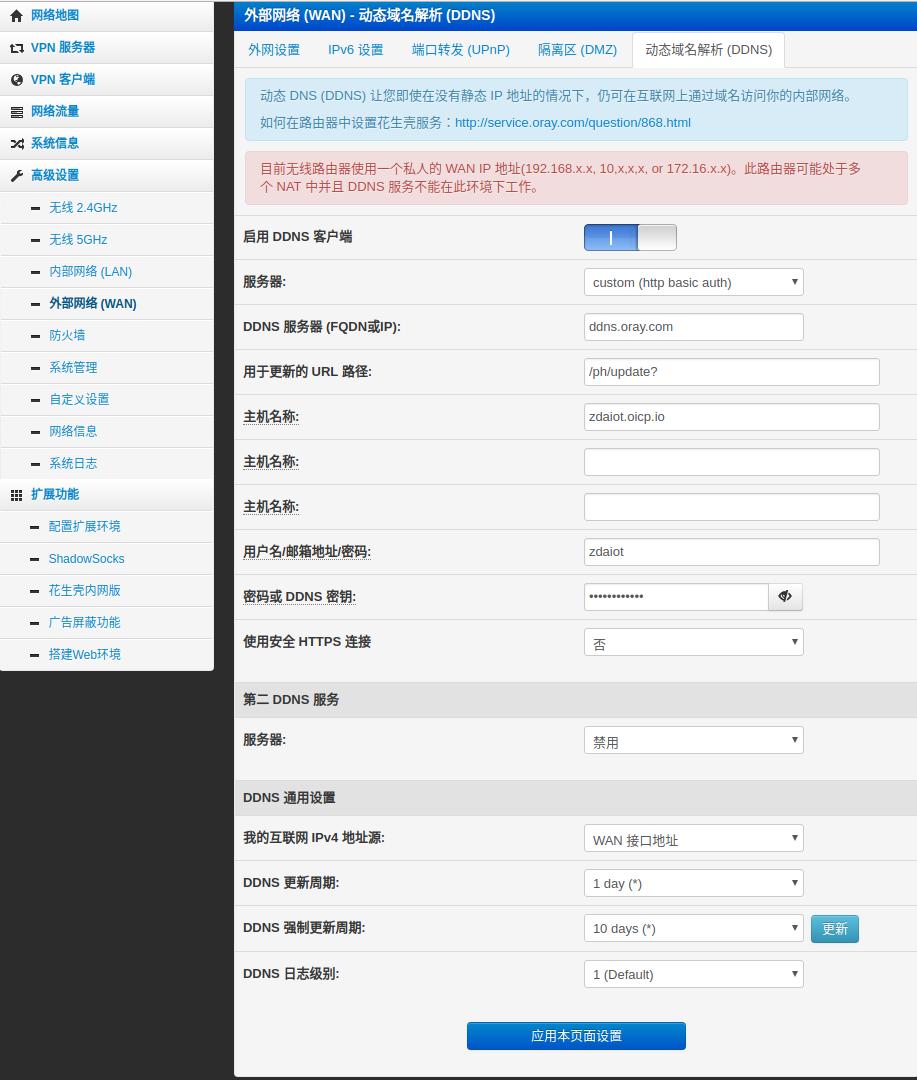 网络地图
VPN 服务器
VPN 客户端
网络流量
系统信息
高级设置
无线 2.4GHz
无线 5GHz
内部网络 (LAN)
外部网络 (WAN)
防火墙
系统管理
自定义设置
网络信息
系统日志
扩展功能
配置扩展环境
ShadowSocks
花生壳内网版
广告屏蔽功能
搭建Web环境
外部网络 (WAN) - 动态域名解析 (DDNS)
外网设置 IPv6 设置 端口转发 (UPnP) 隔离区 (DMZ) 动态域名解析 (DDNS)
动态 DNS (DDNS) 让您即使在没有静态 IP 地址的情况下，仍可在互联网上通过域名访问你的内部网络。
如何在路由器中设置花生壳服务：http://service.oray.com/question/868.html
目前无线路由器使用一个私人的 WAN IP 地址(192.168.x.x, 10,x,x,x, or 172.16.x.x)。此路由器可能处于多
个 NAT 中并且 DDNS 服务不能在此环境下工作。
启用 DDNS 客户端
服务器: custom (http basic auth)
DDNS 服务器 (FQDN或IP): ddns.oray.com
用于更新的 URL 路径: /ph/update?
主机名称: zdaiot.oicp.io
主机名称:
主机名称:
用户名/邮箱地址/密码: zdaiot
密码或 DDNS 密钥: ••••••••••••
使用安全 HTTPS 连接 否
第二 DDNS 服务
服务器: 禁用
DDNS 通用设置
我的互联网 IPv4 地址源: WAN 接口地址
DDNS 更新周期: 1 day (*)
DDNS 强制更新周期: 10 days (*) 更新
DDNS 日志级别: 1 (Default)
应用本页面设置